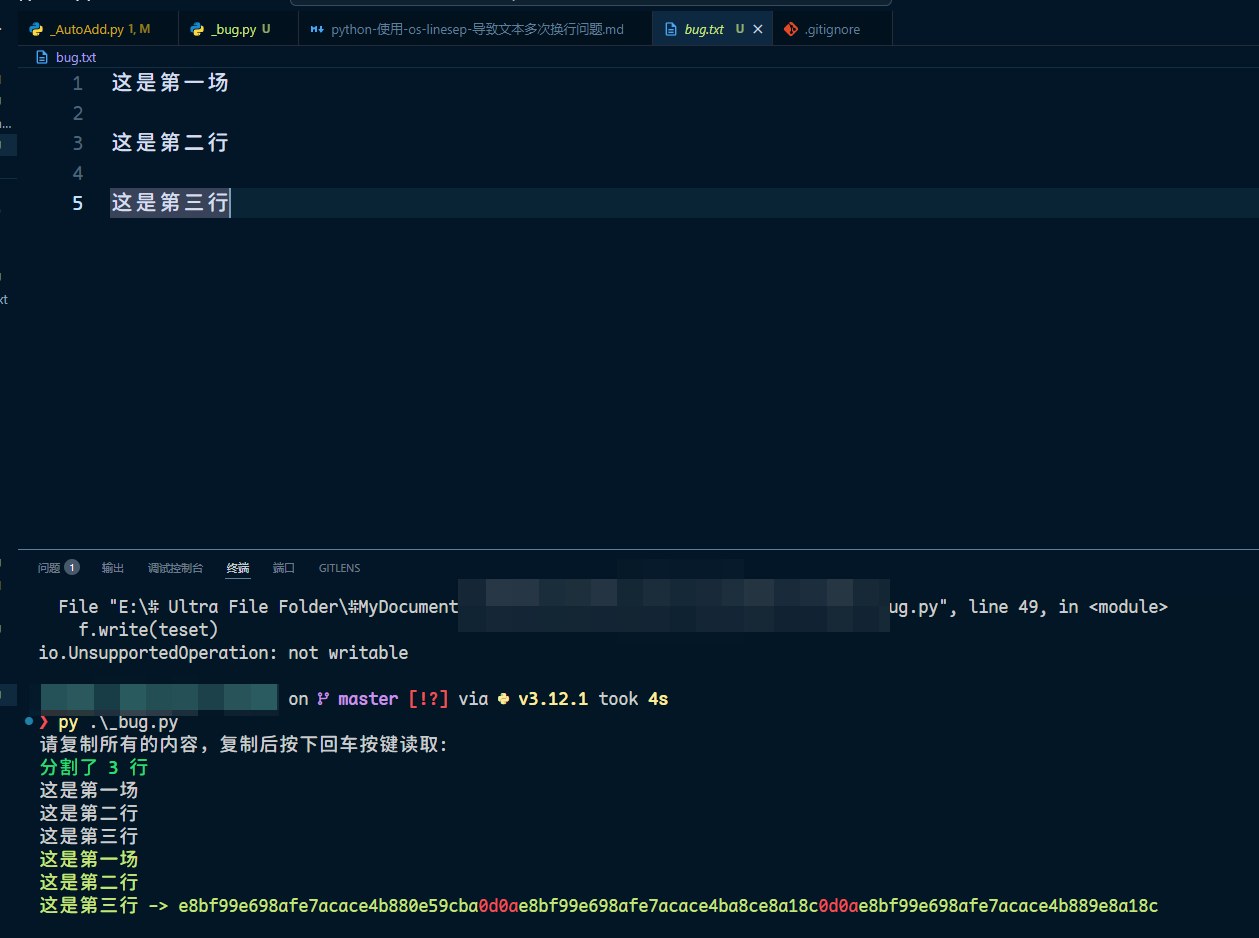 _AutoAdd.py 1, M
_bug.py U
python-使用-os-linesep-导致文本多次换行问题.md
bug.txt U
.gitignore
bug.txt
1 这是第一场
2
3 这是第二行
4
5 这是第三行
问题 1 输出 调试控制台 终端 端口 GITLENS
File "E:\# Ultra File Folder\#MyDocument ug.py", line 49, in <module>
f.write(teset)
io.UnsupportedOperation: not writable
on master [!?] via v3.12.1 took 4s
❯ py .\_bug.py
请复制所有的内容，复制后按下回车按键读取:
分割了 3 行
这是第一场
这是第二行
这是第三行
这是第一场
这是第二行
这是第三行 -> e8bf99e698afe7acace4b880e59cba0d0ae8bf99e698afe7acace4ba8ce8a18c0d0ae8bf99e698afe7acace4b889e8a18c